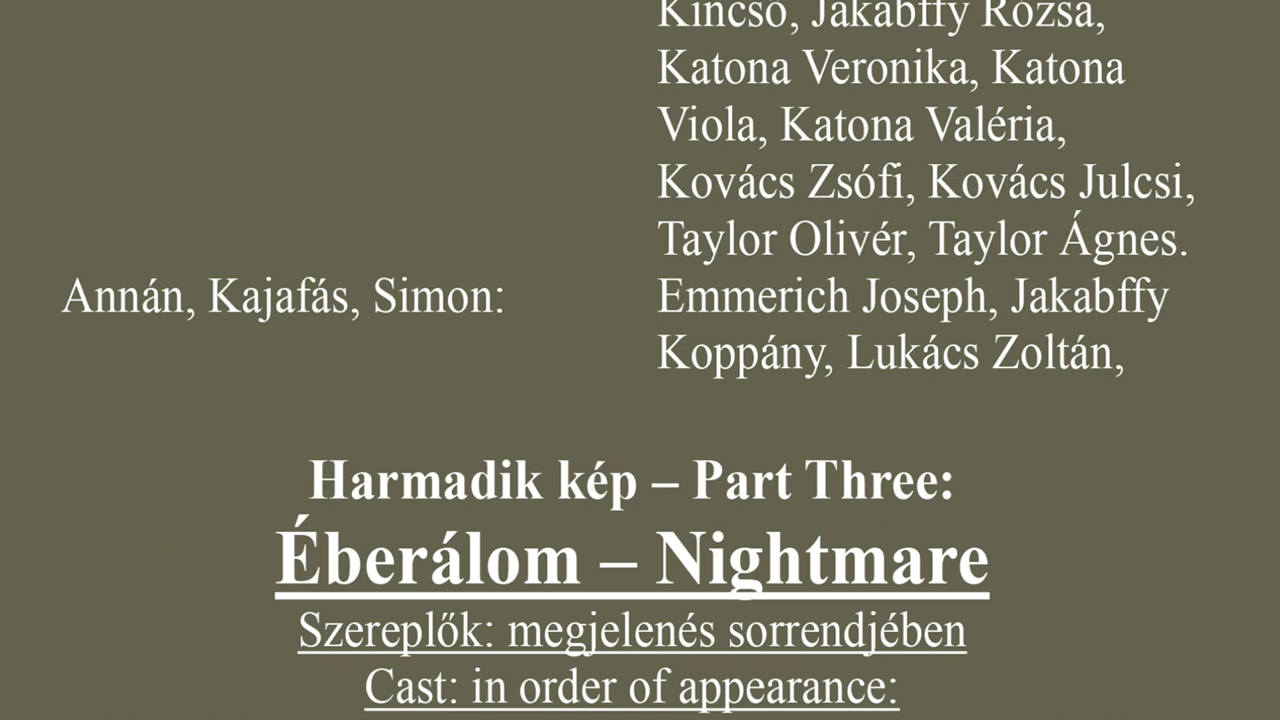 Kincső, Jakabffy Rózsa,
Katona Veronika, Katona
Viola, Katona Valéria,
Kovács Zsófi, Kovács Julcsi,
Taylor Olivér, Taylor Ágnes.
Annán, Kajafás, Simon: Emmerich Joseph, Jakabffy
Koppány, Lukács Zoltán,
Harmadik kép – Part Three:
Éberálom – Nightmare
Szereplők: megjelenés sorrendjében
Cast: in order of appearance: